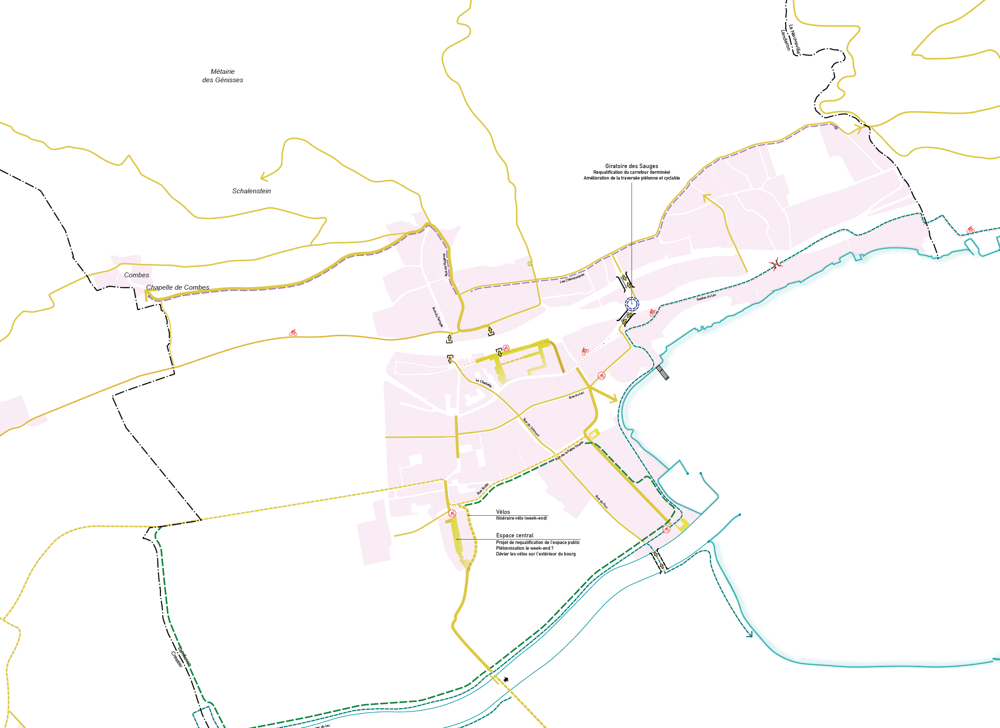 La Neuveville
Landeron
Métairie
des Génisses
Giratoire des Sauges
Requalification du carrefour (terminée)
Amélioration de la traversée piétonne et cyclable
Schalenstein
Rue de Nugerol
Combes
Les Champsrayés
Chapelle de Combes
Sentier du Lac
Rue du Temple
La Citadelle
Rue du Lac
Rue du Jolimont
Rue de la Petite Thielle
Rue Rollin
Rue du Port
Vélos
Itinéraire vélo (week-end)
Espace central
Projet de requalification de l'espace public
Piétonnisation le week-end ?
Dévier les vélos sur l'extérieur du bourg
Landeron
Cressier
du Lac